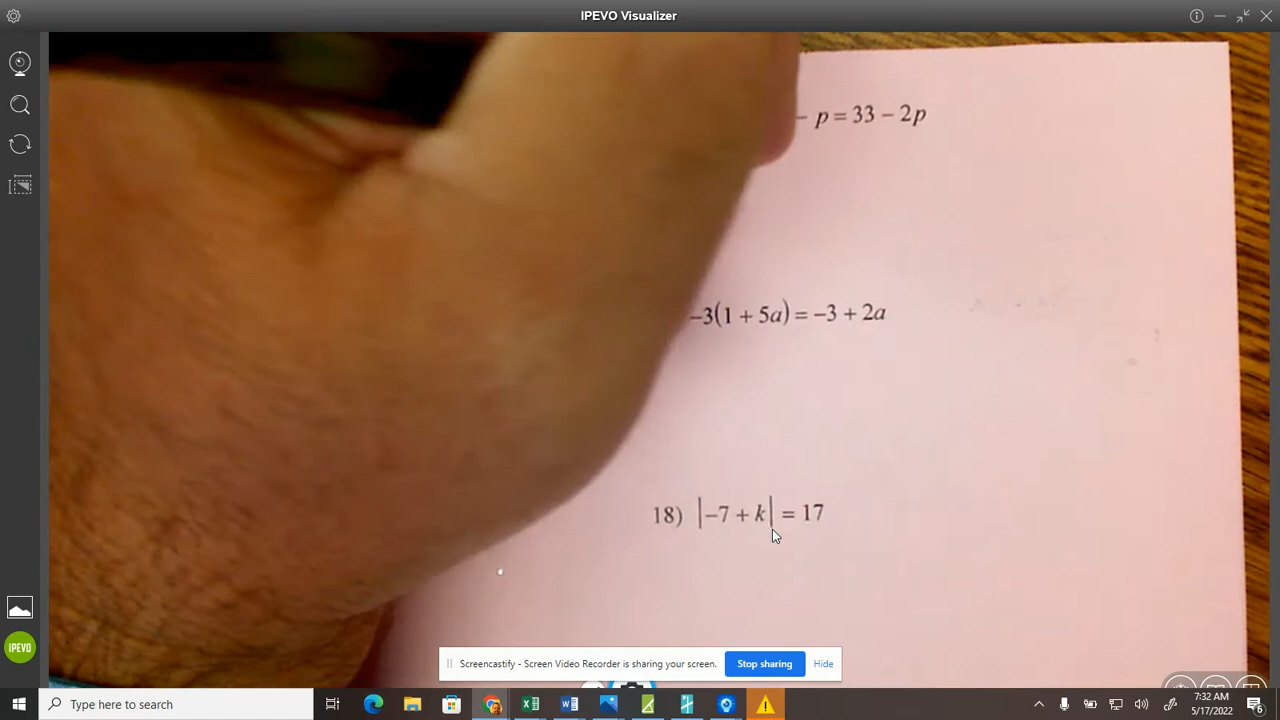 IPEVO Visualizer
– p = 33 – 2p
–3(1 + 5a) = –3 + 2a
18) |–7 + k| = 17
IPEVO
Screencastify - Screen Video Recorder is sharing your screen.
Stop sharing
Hide
Type here to search
7:32 AM
5/17/2022
6